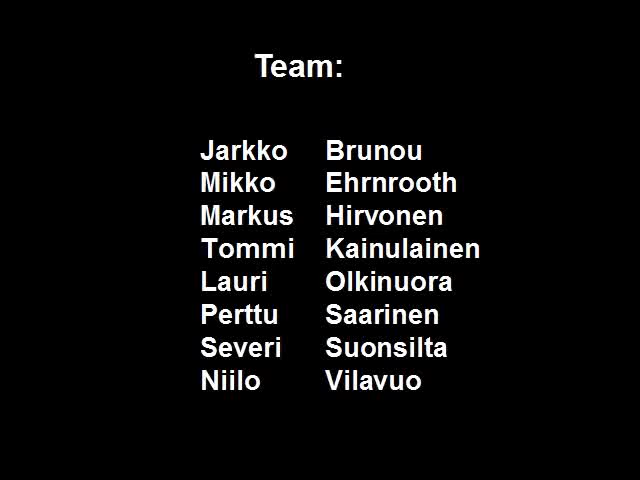 Team:
Jarkko Brunou
Mikko Ehrnrooth
Markus Hirvonen
Tommi Kainulainen
Lauri Olkinuora
Perttu Saarinen
Severi Suonsilta
Niilo Vilavuo